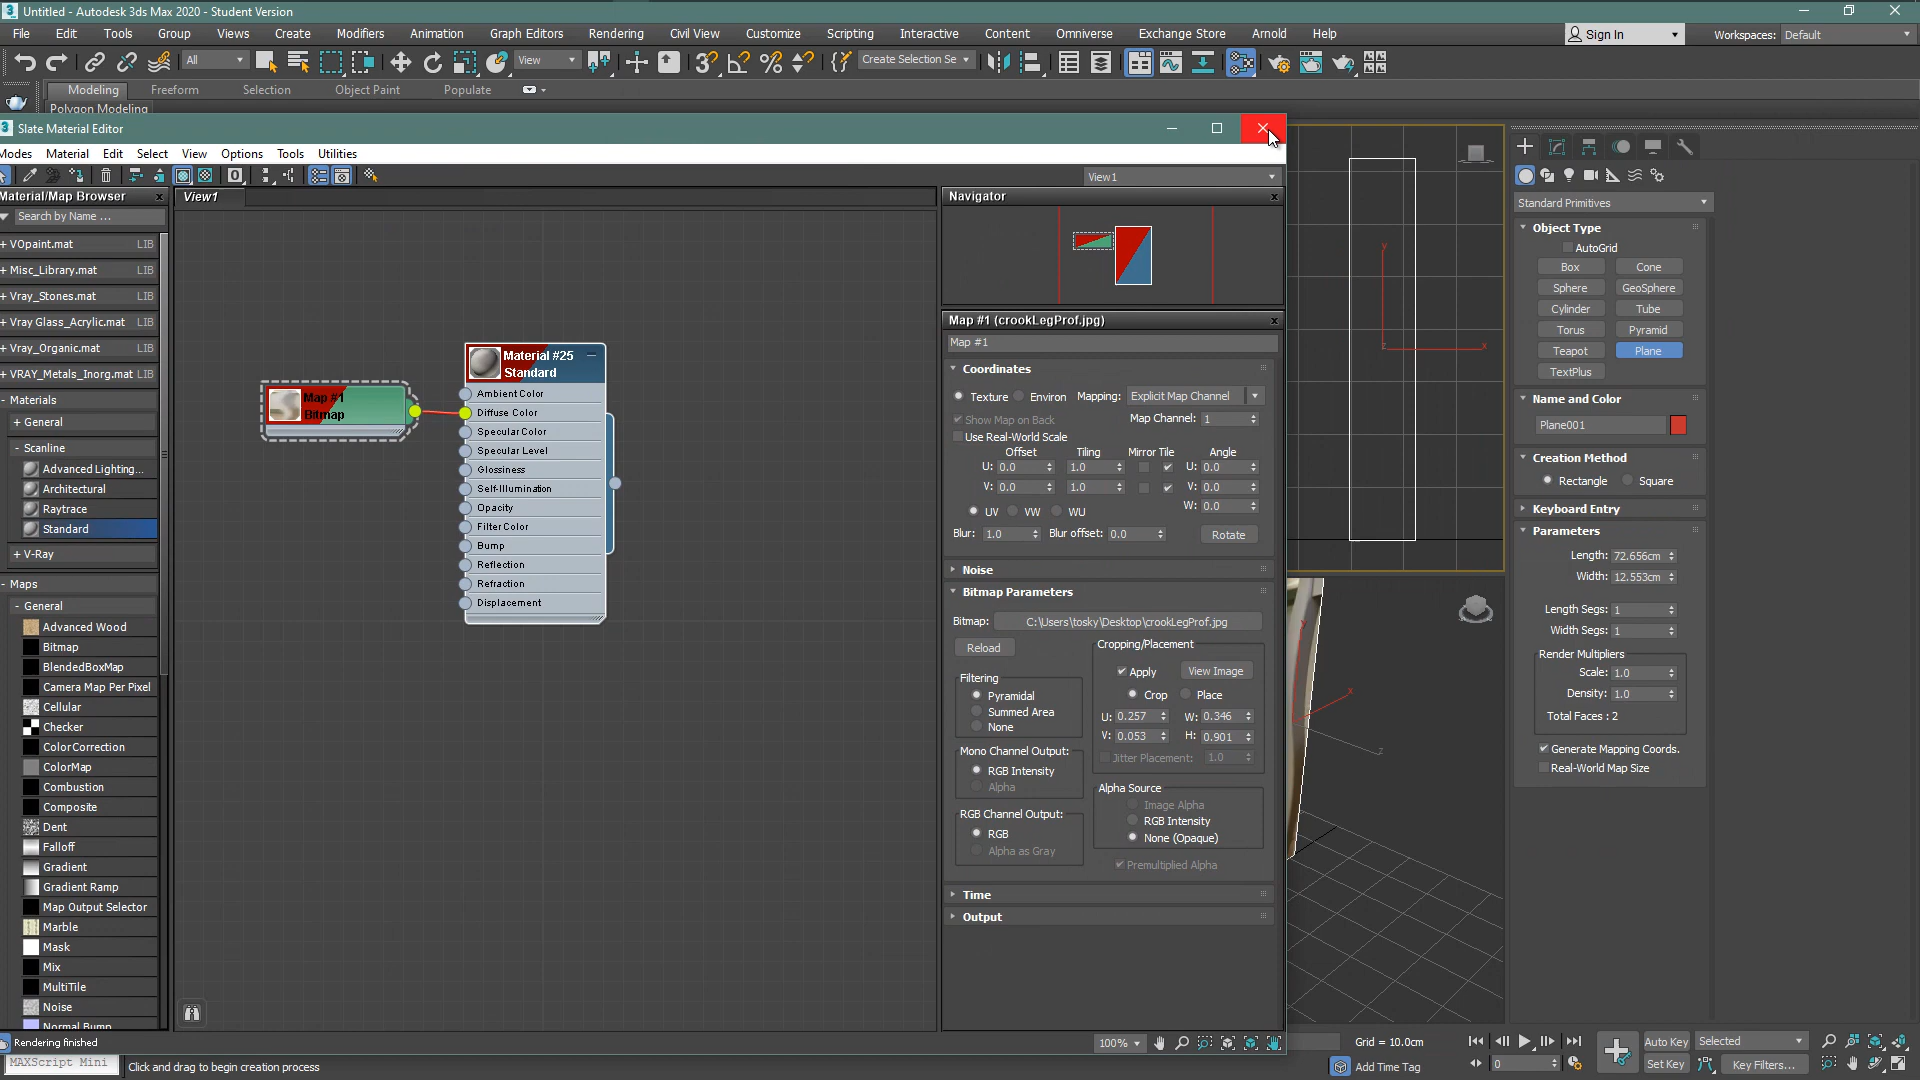 Untitled - Autodesk 3ds Max 2020 - Student Version
File Edit Tools Group Views Create Modifiers Animation Graph Editors Rendering Civil View Customize Scripting Interactive Content Omniverse Exchange Store Arnold Help Sign In Workspaces: Default
All View Create Selection Se
Modeling Freeform Selection Object Paint Populate
Polygon Modeling
Slate Material Editor
Modes Material Edit Select View Options Tools Utilities
View1
Material/Map Browser
Search by Name ...
+ VOpaint.mat LIB
+ Misc_Library.mat LIB
+ Vray_Stones.mat LIB
+ Vray Glass_Acrylic.mat LIB
+ Vray_Organic.mat LIB
+ VRAY_Metals_Inorg.mat LIB
- Materials
+ General
- Scanline
Advanced Lighting...
Architectural
Raytrace
Standard
+ V-Ray
- Maps
- General
Advanced Wood
Bitmap
BlendedBoxMap
Camera Map Per Pixel
Cellular
Checker
ColorCorrection
ColorMap
Combustion
Composite
Dent
Falloff
Gradient
Gradient Ramp
Map Output Selector
Marble
Mask
Mix
MultiTile
Noise
Normal Bump
View1
Map #1
Bitmap
Material #25
Standard
Ambient Color
Diffuse Color
Specular Color
Specular Level
Glossiness
Self-Illumination
Opacity
Filter Color
Bump
Reflection
Refraction
Displacement
Navigator
Map #1 (crookLegProf.jpg)
Map #1
Coordinates
Texture Environ Mapping: Explicit Map Channel
Show Map on Back Map Channel: 1
Use Real-World Scale
Offset Tiling Mirror Tile Angle
U: 0.0 1.0 U: 0.0
V: 0.0 1.0 V: 0.0
UV VW WU W: 0.0
Blur: 1.0 Blur offset: 0.0 Rotate
Noise
Bitmap Parameters
Bitmap: C:\Users\tosky\Desktop\crookLegProf.jpg
Reload
Cropping/Placement
Apply View Image
Crop Place
U: 0.257 W: 0.346
V: 0.053 H: 0.901
Jitter Placement: 1.0
Filtering
Pyramidal
Summed Area
None
Mono Channel Output:
RGB Intensity
Alpha
Alpha Source
Image Alpha
RGB Intensity
None (Opaque)
RGB Channel Output:
RGB
Alpha as Gray
Premultiplied Alpha
Time
Output
100%
y
x
z
x
z
Standard Primitives
Object Type
AutoGrid
Box Cone
Sphere GeoSphere
Cylinder Tube
Torus Pyramid
Teapot Plane
TextPlus
Name and Color
Plane001
Creation Method
Rectangle Square
Keyboard Entry
Parameters
Length: 72.656cm
Width: 12.553cm
Length Segs: 1
Width Segs: 1
Render Multipliers
Scale: 1.0
Density: 1.0
Total Faces : 2
Generate Mapping Coords.
Real-World Map Size
Rendering finished
MAXScript Mini
Click and drag to begin creation process
Grid = 10.0cm
Add Time Tag
0
Auto Key Selected
Set Key Key Filters...